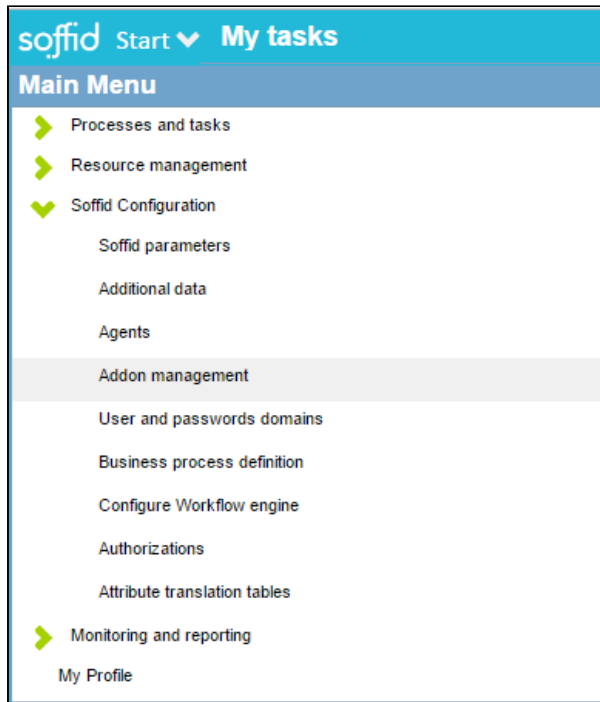 soffid Start My tasks
Main Menu
Processes and tasks
Resource management
Soffid Configuration
Soffid parameters
Additional data
Agents
Addon management
User and passwords domains
Business process definition
Configure Workflow engine
Authorizations
Attribute translation tables
Monitoring and reporting
My Profile